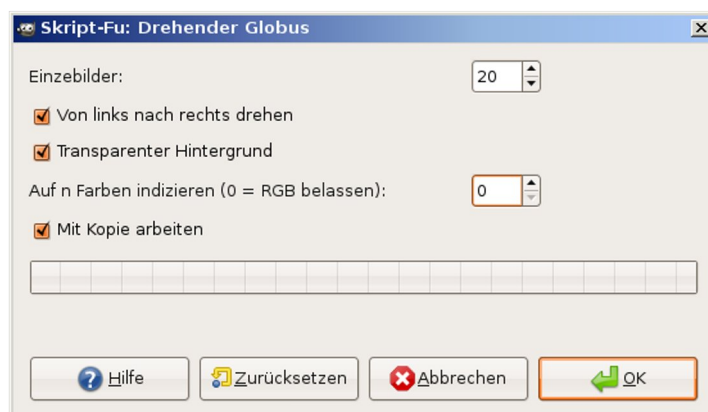 Skript-Fu: Drehender Globus
Einzebilder: 20
Von links nach rechts drehen
Transparenter Hintergrund
Auf n Farben indizieren (0 = RGB belassen): 0
Mit Kopie arbeiten
Hilfe Zurücksetzen Abbrechen OK